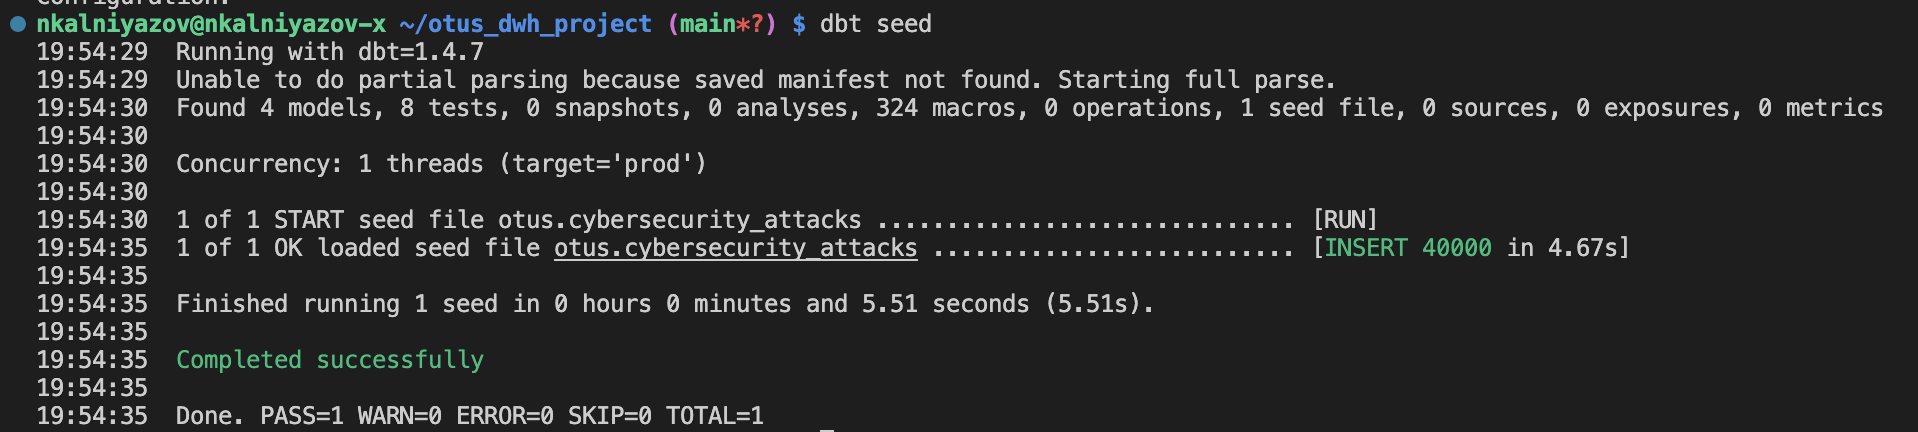 nkalniyazov@nkalniyazov-x ~/otus_dwh_project (main*?) $ dbt seed
19:54:29  Running with dbt=1.4.7
19:54:29  Unable to do partial parsing because saved manifest not found. Starting full parse.
19:54:30  Found 4 models, 8 tests, 0 snapshots, 0 analyses, 324 macros, 0 operations, 1 seed file, 0 sources, 0 exposures, 0 metrics
19:54:30
19:54:30  Concurrency: 1 threads (target='prod')
19:54:30
19:54:30  1 of 1 START seed file otus.cybersecurity_attacks .............................. [RUN]
19:54:35  1 of 1 OK loaded seed file otus.cybersecurity_attacks .......................... [INSERT 40000 in 4.67s]
19:54:35
19:54:35  Finished running 1 seed in 0 hours 0 minutes and 5.51 seconds (5.51s).
19:54:35
19:54:35  Completed successfully
19:54:35
19:54:35  Done. PASS=1 WARN=0 ERROR=0 SKIP=0 TOTAL=1